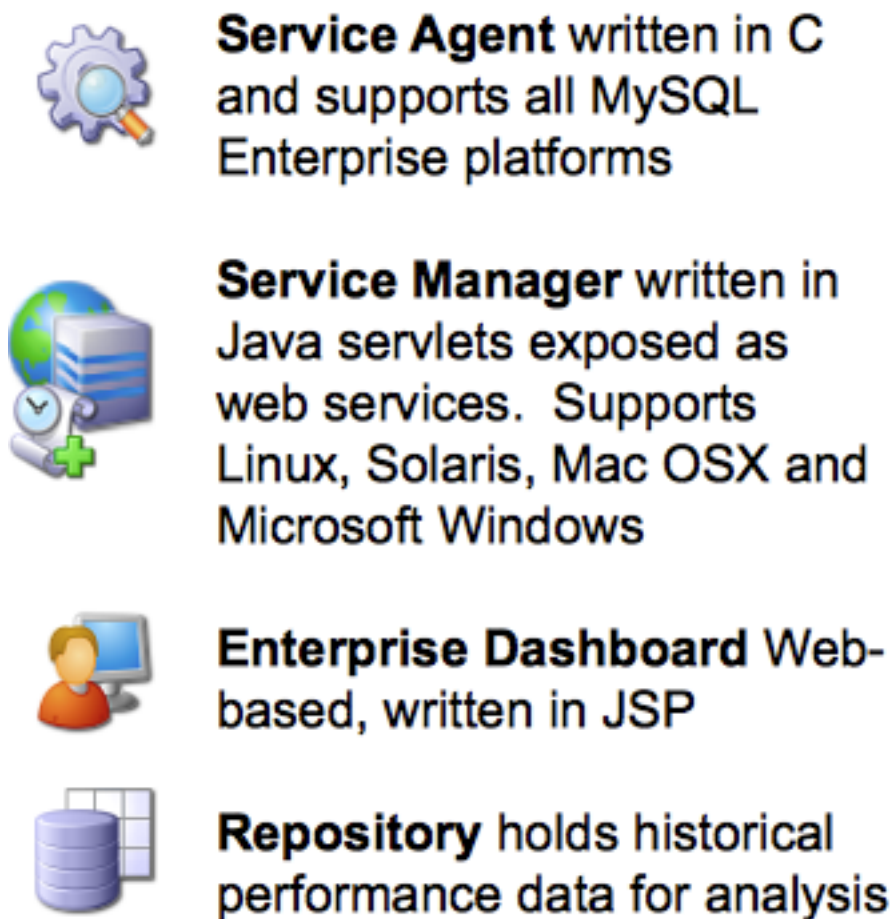 Service Agent written in C
and supports all MySQL
Enterprise platforms
Service Manager written in
Java servlets exposed as
web services.  Supports
Linux, Solaris, Mac OSX and
Microsoft Windows
Enterprise Dashboard Web-
based, written in JSP
Repository holds historical
performance data for analysis